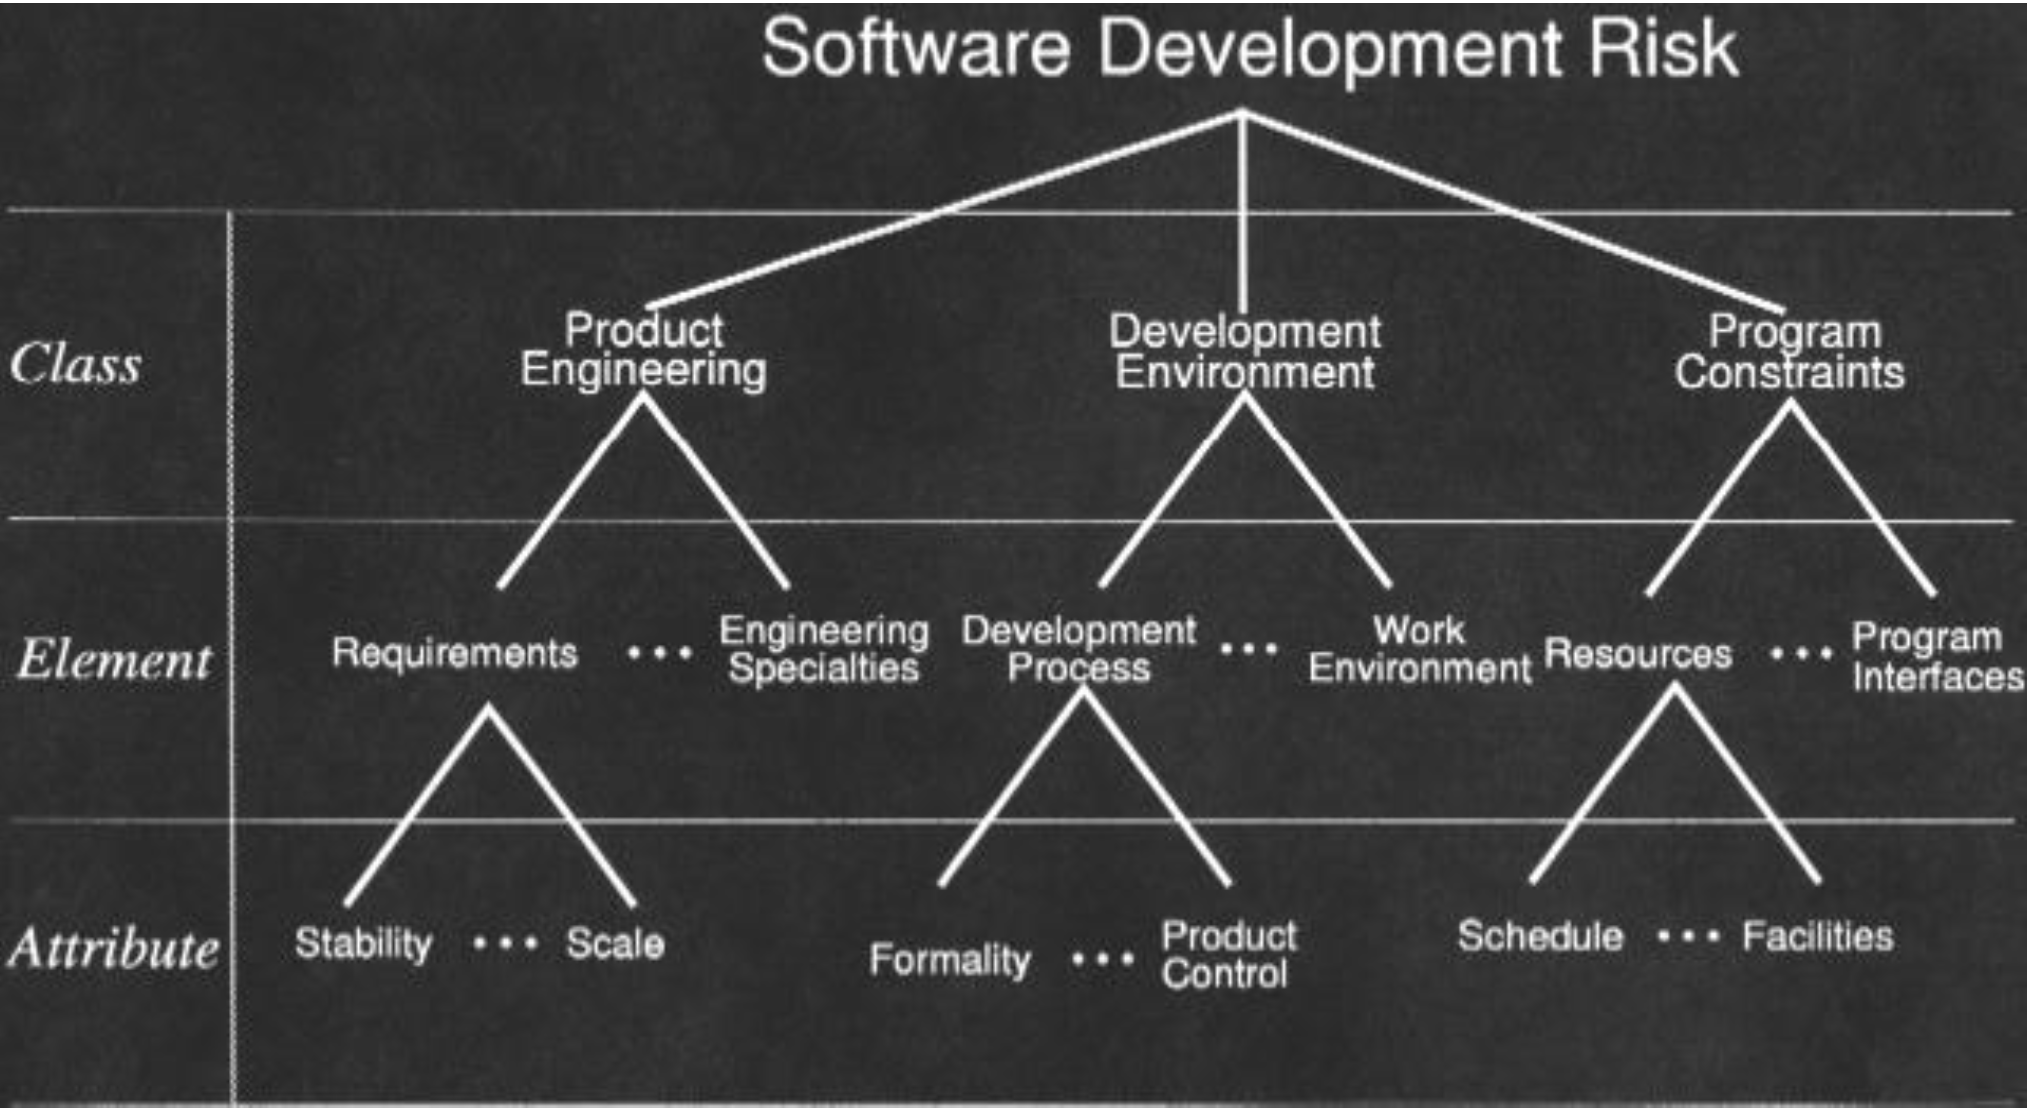 Software Development Risk
Class
Product
Engineering
Development
Environment
Program
Constraints
Element
Requirements
•••
Engineering
Specialties
Development
Process
•••
Work
Environment
Resources
•••
Program
Interfaces
Attribute
Stability
•••
Scale
Formality
•••
Product
Control
Schedule
•••
Facilities